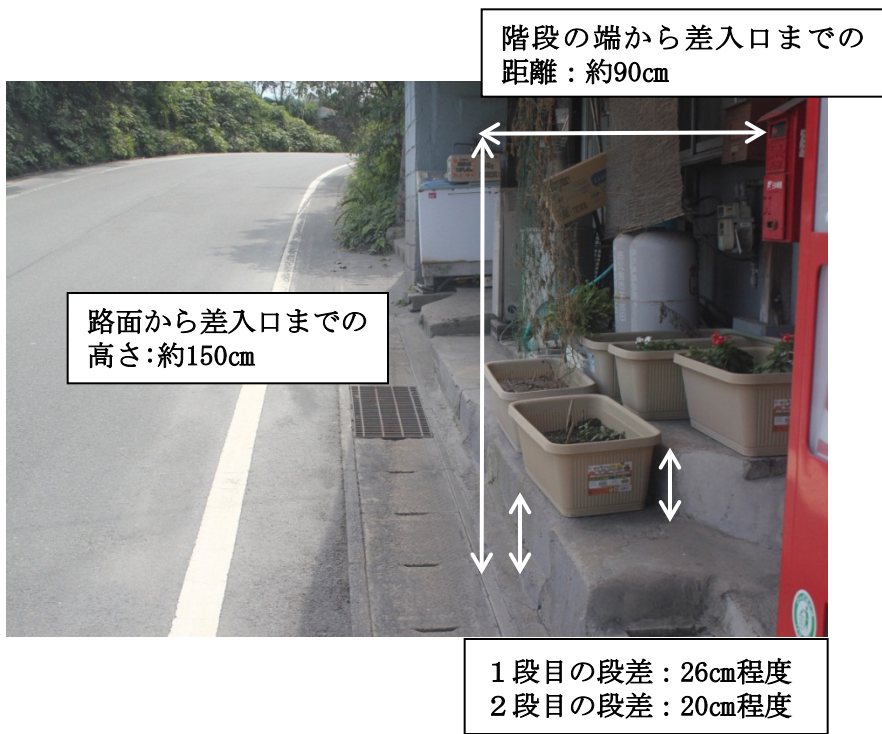 階段の端から差入口までの
距離：約90cm
路面から差入口までの
高さ：約150cm
１段目の段差：26cm程度
２段目の段差：20cm程度